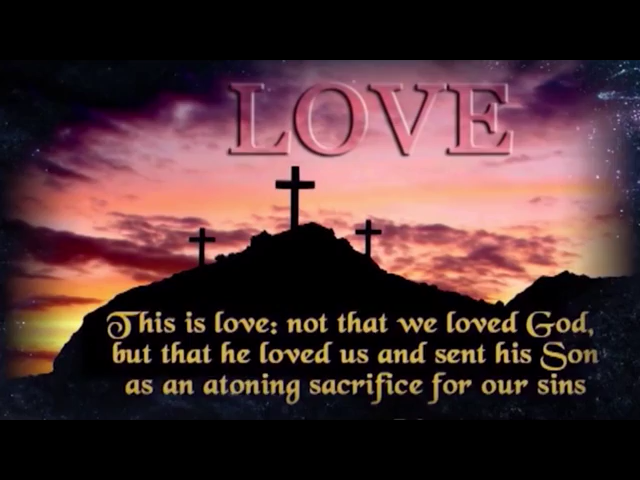 LOVE
This is love: not that we loved God,
but that he loved us and sent his Son
as an atoning sacrifice for our sins